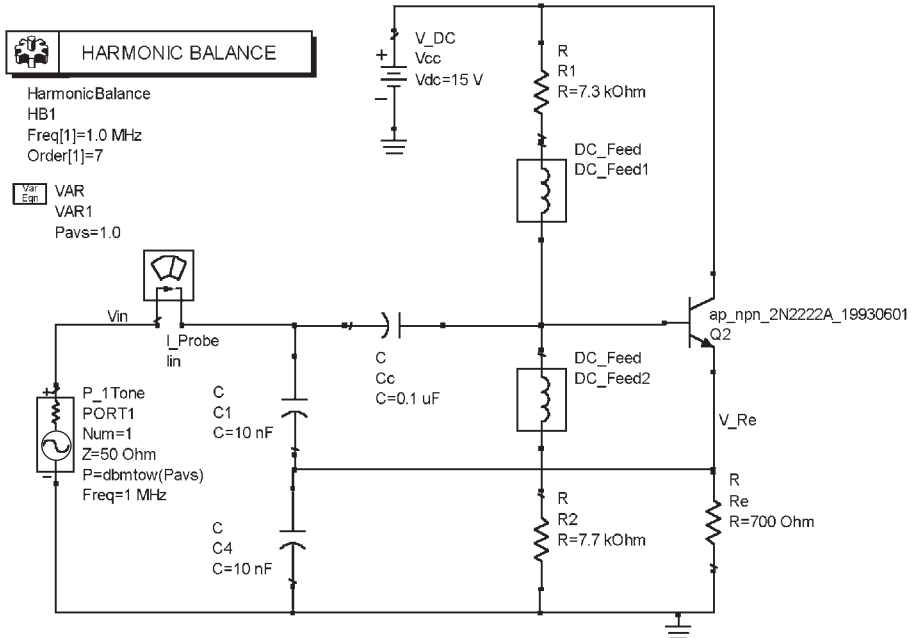 HARMONIC BALANCE
HarmonicBalance
HB1
Freq[1]=1.0 MHz
Order[1]=7
Var
Eqn
VAR
VAR1
Pavs=1.0
+
V_DC
Vcc
Vdc=15 V
–
R
R1
R=7.3 kOhm
DC_Feed
DC_Feed1
Vin
I_Probe
Iin
C
Cc
C=0.1 uF
ap_npn_2N2222A_19930601
Q2
DC_Feed
DC_Feed2
+
P_1Tone
PORT1
Num=1
Z=50 Ohm
P=dbmtow(Pavs)
Freq=1 MHz
–
C
C1
C=10 nF
V_Re
C
C4
C=10 nF
R
R2
R=7.7 kOhm
R
Re
R=700 Ohm